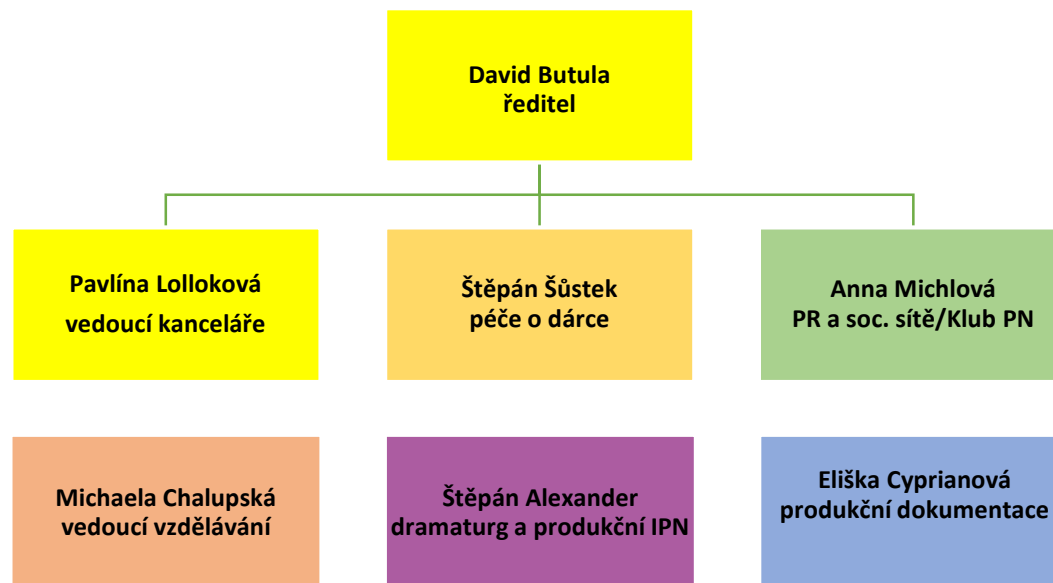 David Butula
ředitel
Pavlína Lolloková
vedoucí kanceláře
Štěpán Šůstek
péče o dárce
Anna Michlová
PR a soc. sítě/Klub PN
Michaela Chalupská
vedoucí vzdělávání
Štěpán Alexander
dramaturg a produkční IPN
Eliška Cyprianová
produkční dokumentace